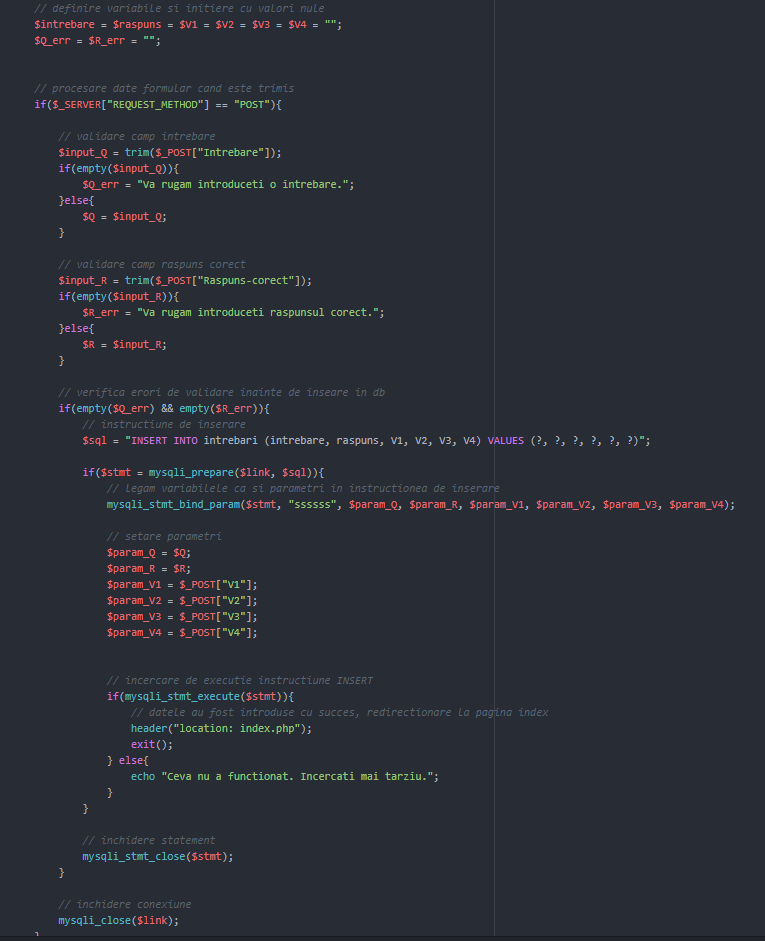 // definire variabile si initiere cu valori nule
$intrebare = $raspuns = $V1 = $V2 = $V3 = $V4 = "";
$Q_err = $R_err = "";
// procesare date formular cand este trimis
if($_SERVER["REQUEST_METHOD"] == "POST"){
// validare camp intrebare
$input_Q = trim($_POST["Intrebare"]);
if(empty($input_Q)){
$Q_err = "Va rugam introduceti o intrebare.";
}else{
$Q = $input_Q;
}
// validare camp raspuns corect
$input_R = trim($_POST["Raspuns-corect"]);
if(empty($input_R)){
$R_err = "Va rugam introduceti raspunsul corect.";
}else{
$R = $input_R;
}
// verifica erori de validare inainte de inseare in db
if(empty($Q_err) && empty($R_err)){
// instructiune de inserare
$sql = "INSERT INTO intrebari (intrebare, raspuns, V1, V2, V3, V4) VALUES (?, ?, ?, ?, ?, ?)";
if($stmt = mysqli_prepare($link, $sql)){
// legam variabilele ca si parametri in instructionea de inserare
mysqli_stmt_bind_param($stmt, "ssssss", $param_Q, $param_R, $param_V1, $param_V2, $param_V3, $param_V4);
// setare parametri
$param_Q = $Q;
$param_R = $R;
$param_V1 = $_POST["V1"];
$param_V2 = $_POST["V2"];
$param_V3 = $_POST["V3"];
$param_V4 = $_POST["V4"];
// incercare de executie instructiune INSERT
if(mysqli_stmt_execute($stmt)){
// datele au fost introduse cu succes, redirectionare la pagina index
header("location: index.php");
exit();
} else{
echo "Ceva nu a functionat. Incercati mai tarziu.";
}
}
// inchidere statement
mysqli_stmt_close($stmt);
}
// inchidere conexiune
mysqli_close($link);
}